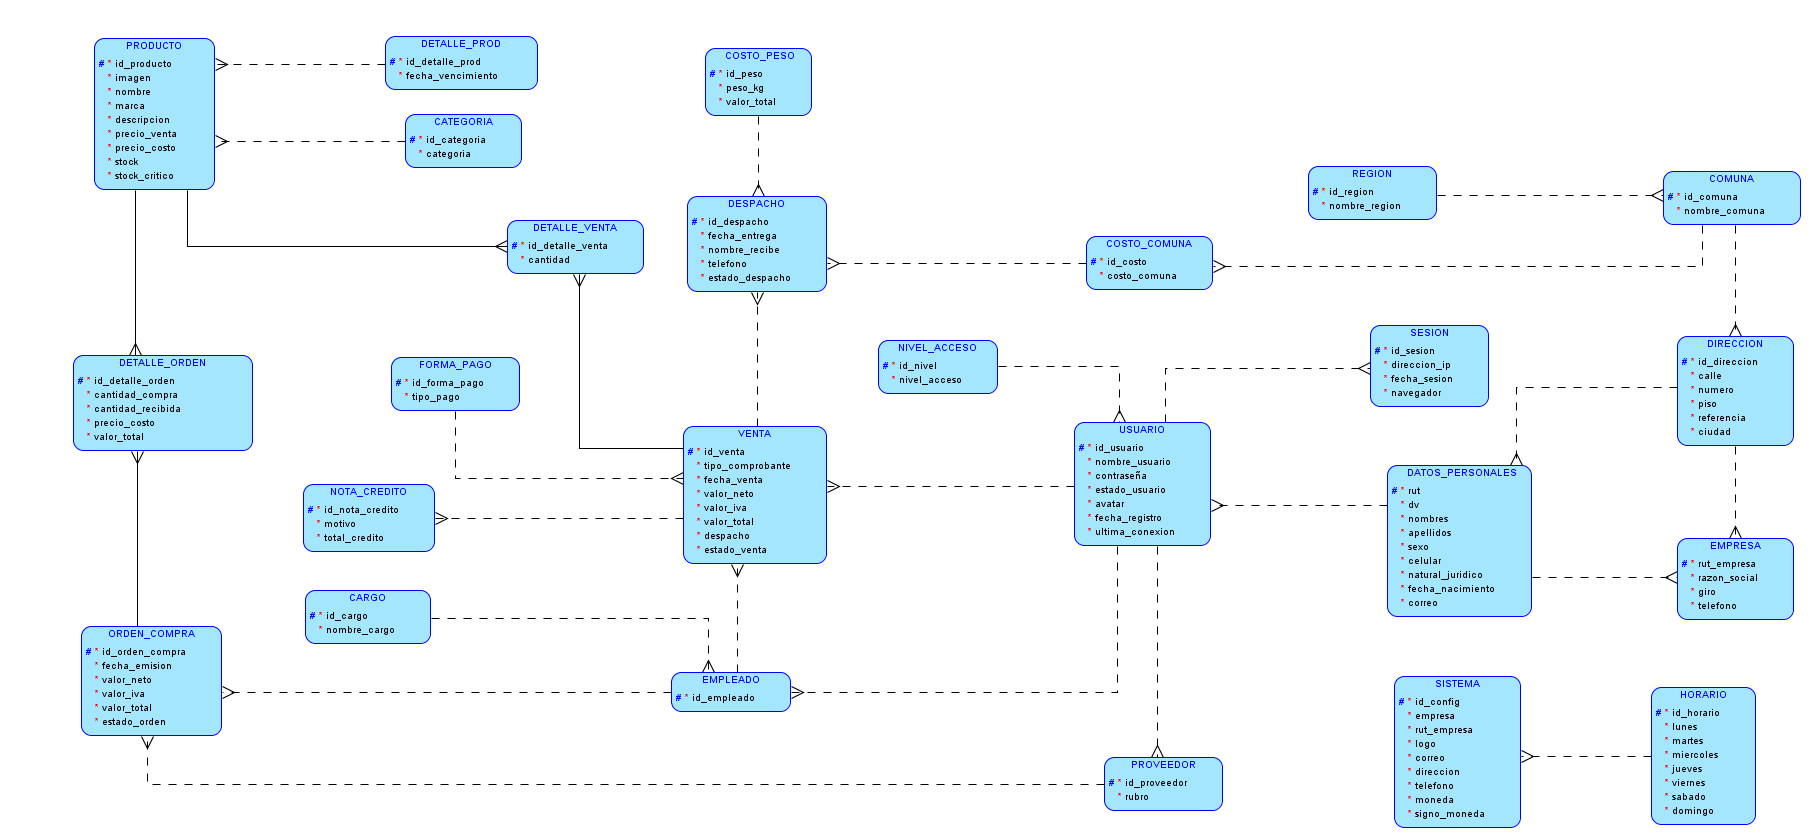 PRODUCTO
# * id_producto
* imagen
* nombre
* marca
* descripcion
* precio_venta
* precio_costo
* stock
* stock_critico
DETALLE_PROD
# * id_detalle_prod
* fecha_vencimiento
CATEGORIA
# * id_categoria
* categoria
COSTO_PESO
# * id_peso
* peso_kg
* valor_total
DESPACHO
# * id_despacho
* fecha_entrega
* nombre_recibe
* telefono
* estado_despacho
DETALLE_VENTA
# * id_detalle_venta
* cantidad
REGION
# * id_region
* nombre_region
COMUNA
# * id_comuna
* nombre_comuna
COSTO_COMUNA
# * id_costo
* costo_comuna
DETALLE_ORDEN
# * id_detalle_orden
* cantidad_compra
* cantidad_recibida
* precio_costo
* valor_total
FORMA_PAGO
# * id_forma_pago
* tipo_pago
NIVEL_ACCESO
# * id_nivel
* nivel_acceso
SESION
# * id_sesion
* direccion_ip
* fecha_sesion
* navegador
DIRECCION
# * id_direccion
* calle
* numero
* piso
* referencia
* ciudad
VENTA
# * id_venta
* tipo_comprobante
* fecha_venta
* valor_neto
* valor_iva
* valor_total
* despacho
* estado_venta
USUARIO
# * id_usuario
* nombre_usuario
* contraseña
* estado_usuario
* avatar
* fecha_registro
* ultima_conexion
NOTA_CREDITO
# * id_nota_credito
* motivo
* total_credito
DATOS_PERSONALES
# * rut
* dv
* nombres
* apellidos
* sexo
* celular
* natural_juridico
* fecha_nacimiento
* correo
EMPRESA
# * rut_empresa
* razon_social
* giro
* telefono
CARGO
# * id_cargo
* nombre_cargo
ORDEN_COMPRA
# * id_orden_compra
* fecha_emision
* valor_neto
* valor_iva
* valor_total
* estado_orden
EMPLEADO
# * id_empleado
PROVEEDOR
# * id_proveedor
* rubro
SISTEMA
# * id_config
* empresa
* rut_empresa
* logo
* correo
* direccion
* telefono
* moneda
* signo_moneda
HORARIO
# * id_horario
* lunes
* martes
* miercoles
* jueves
* viernes
* sabado
* domingo